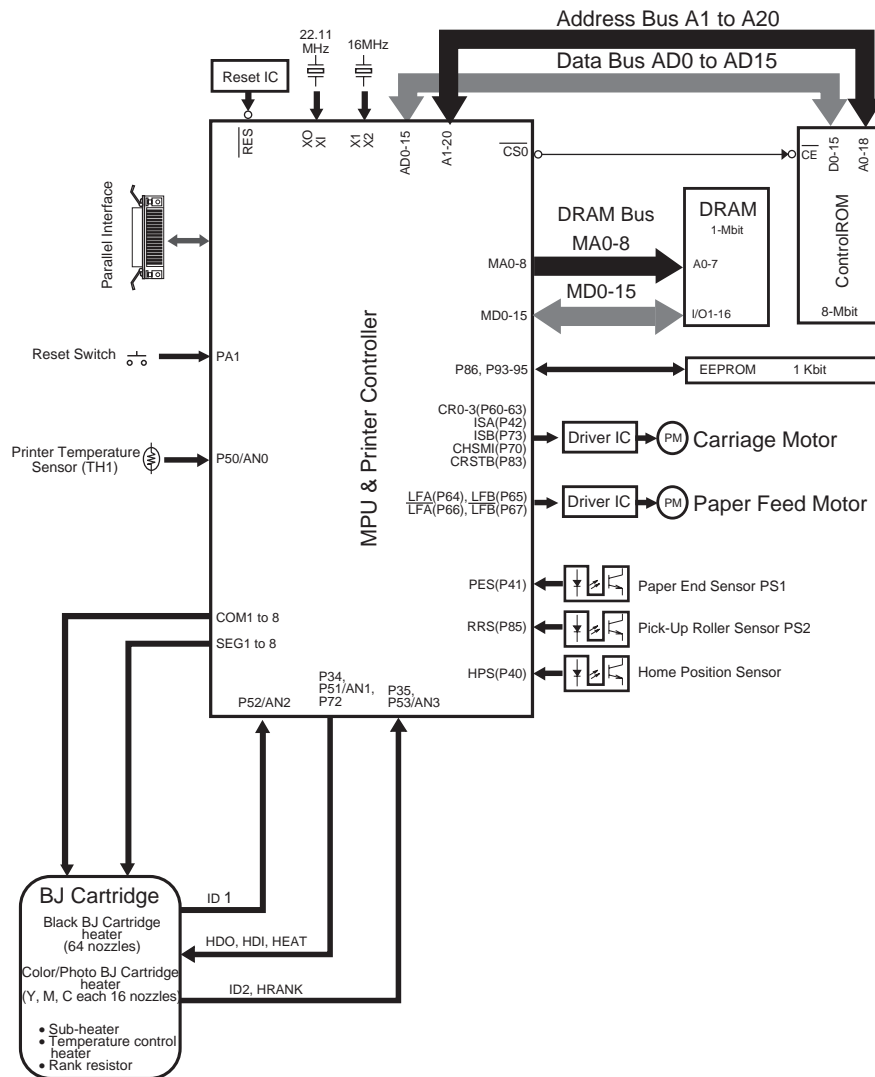 Address Bus A1 to A20
Data Bus AD0 to AD15
22.11
MHz
16MHz
Reset IC
RES
XO
XI
X1
X2
AD0-15
A1-20
CS0
CE
D0-15
A0-18
ControlROM
8-Mbit
Parallel Interface
MPU & Printer Controller
DRAM Bus
MA0-8
MD0-15
MA0-8
MD0-15
DRAM
1-Mbit
A0-7
I/O1-16
Reset Switch
PA1
P86, P93-95
EEPROM 1 Kbit
Printer Temperature
Sensor (TH1)
P50/AN0
CR0-3(P60-63)
ISA(P42)
ISB(P73)
CHSMI(P70)
CRSTB(P83)
Driver IC
PM
Carriage Motor
LFA(P64), LFB(P65)
LFA(P66), LFB(P67)
Driver IC
PM
Paper Feed Motor
PES(P41)
Paper End Sensor PS1
RRS(P85)
Pick-Up Roller Sensor PS2
HPS(P40)
Home Position Sensor
COM1 to 8
SEG1 to 8
P52/AN2
P34,
P51/AN1,
P72
P35,
P53/AN3
BJ Cartridge
Black BJ Cartridge
heater
(64 nozzles)
Color/Photo BJ Cartridge
heater
(Y, M, C each 16 nozzles)
• Sub-heater
• Temperature control
heater
• Rank resistor
ID 1
HDO, HDI, HEAT
ID2, HRANK